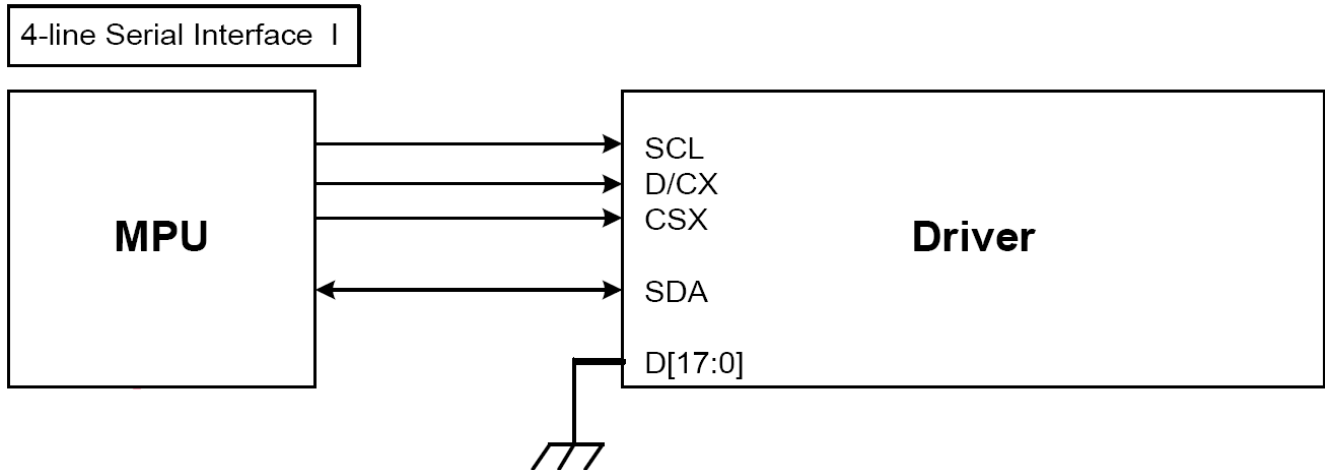 4-line Serial Interface I
MPU
SCL
D/CX
CSX
Driver
SDA
D[17:0]